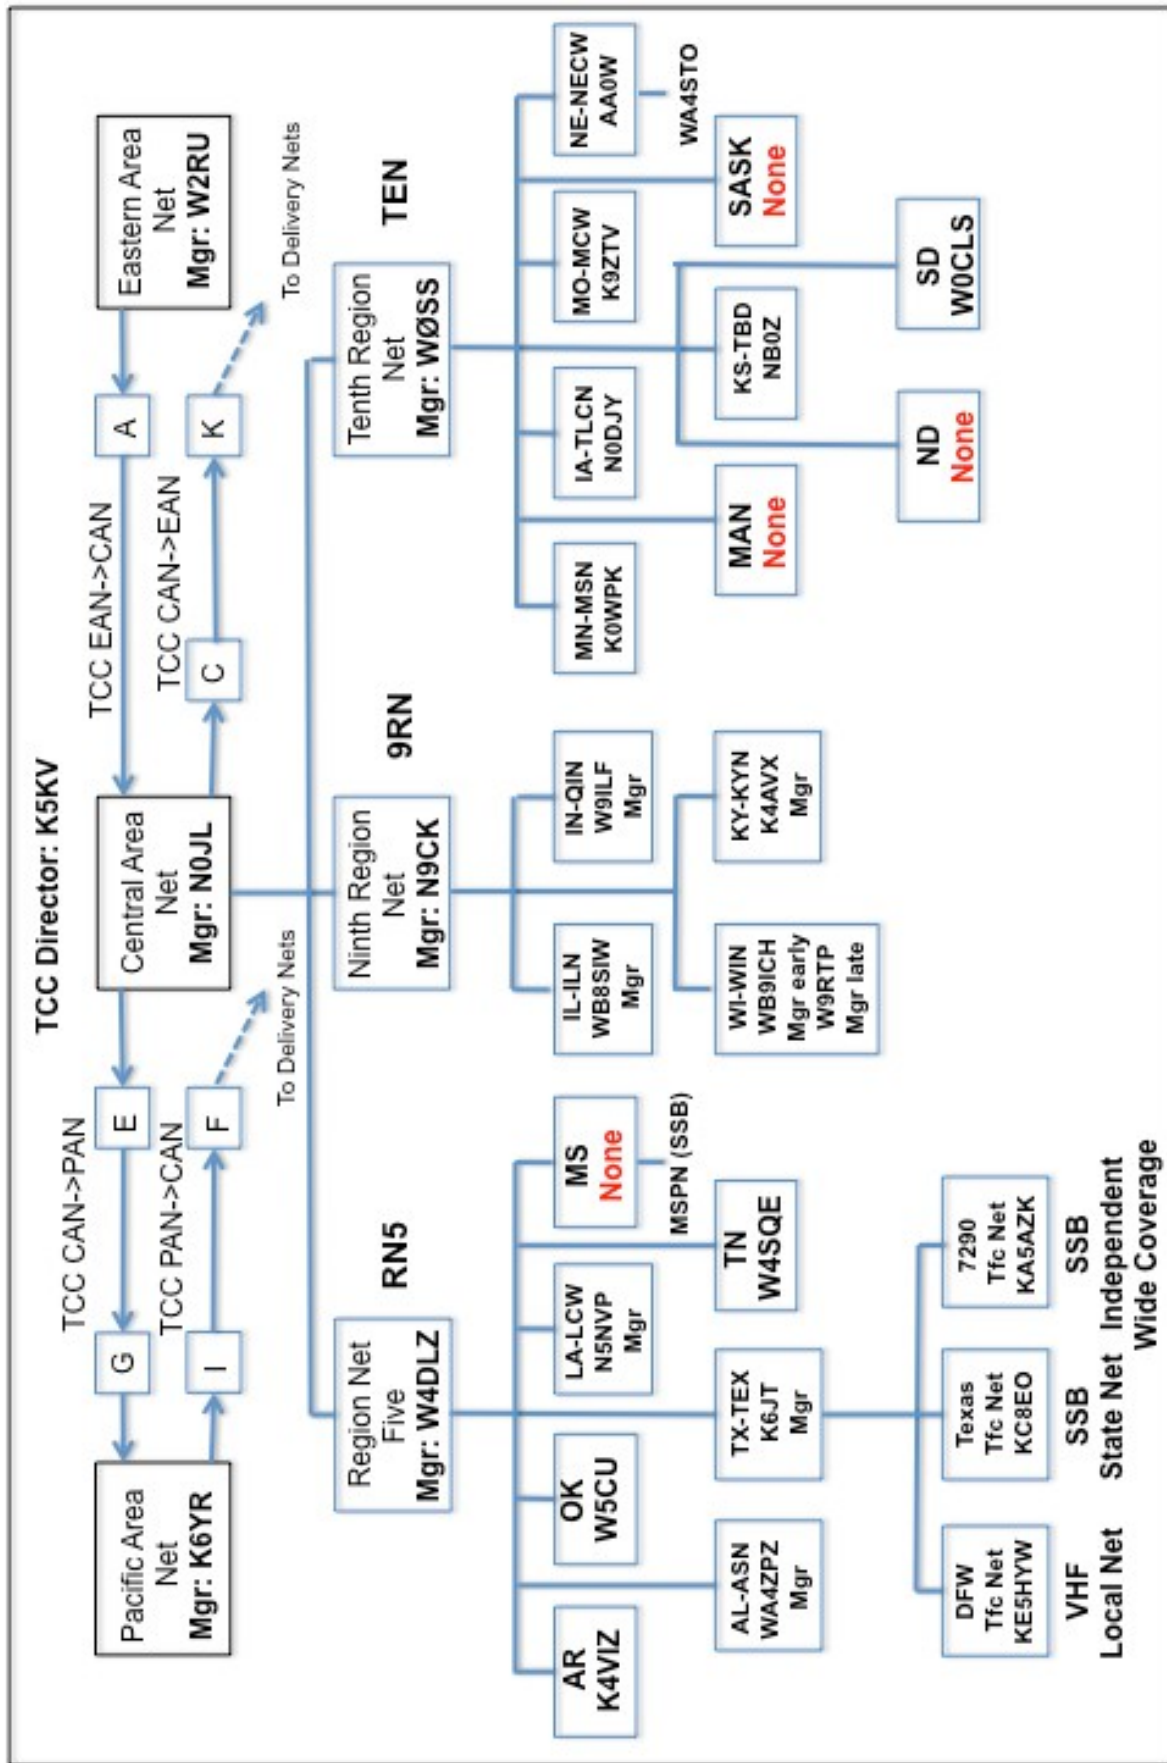 TCC Director: K5KV
Pacific Area
Net
Mgr: K6YR
G
TCC CAN->PAN
E
Central Area
Net
Mgr: N0JL
TCC EAN->CAN
A
Eastern Area
Net
Mgr: W2RU
I
TCC PAN->CAN
F
To Delivery Nets
C
TCC CAN->EAN
K
To Delivery Nets
RN5
Region Net
Five
Mgr: W4DLZ
9RN
Ninth Region
Net
Mgr: N9CK
TEN
Tenth Region
Net
Mgr: WØSS
AR
K4VIZ
OK
W5CU
LA-LCW
N5NVP
Mgr
MS
None
MSPN (SSB)
AL-ASN
WA4ZPZ
Mgr
TX-TEX
K6JT
Mgr
TN
W4SQE
DFW
Tfc Net
KE5HYW
VHF
Local Net
Texas
Tfc Net
KC8EO
SSB
State Net
7290
Tfc Net
KA5AZK
SSB
Independent
Wide Coverage
IL-ILN
WB8SIW
Mgr
IN-QIN
W9ILF
Mgr
WI-WIN
WB9ICH
Mgr early
W9RTP
Mgr late
KY-KYN
K4AVX
Mgr
MN-MSN
K0WPK
IA-TLCN
N0DJY
MO-MCW
K9ZTV
NE-NECW
AA0W
WA4STO
MAN
None
KS-TBD
NB0Z
SASK
None
ND
None
SD
W0CLS